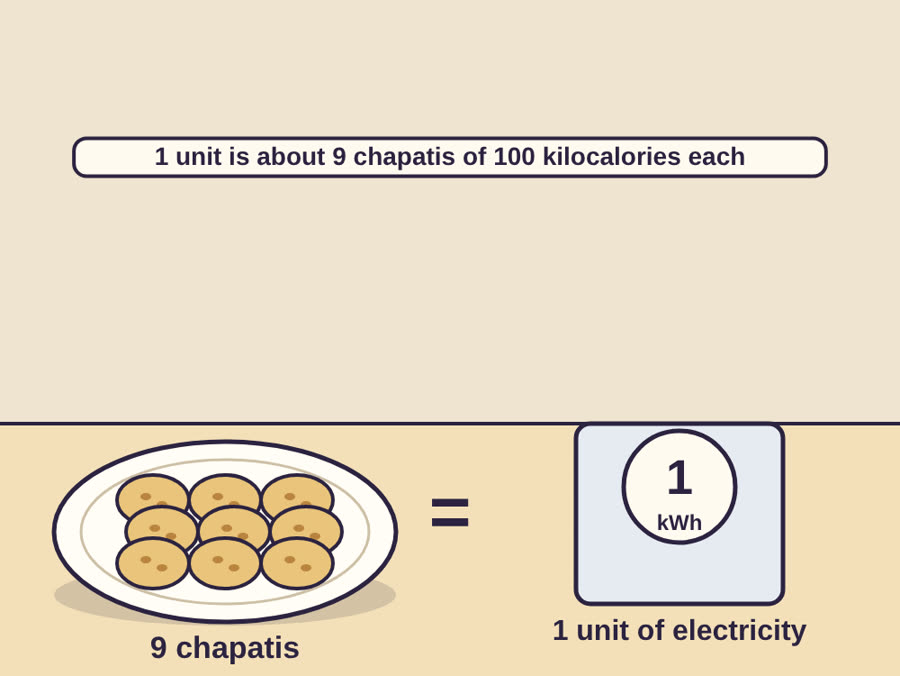 1 unit is about 9 chapatis of 100 kilocalories each
=
1
kWh
9 chapatis
1 unit of electricity